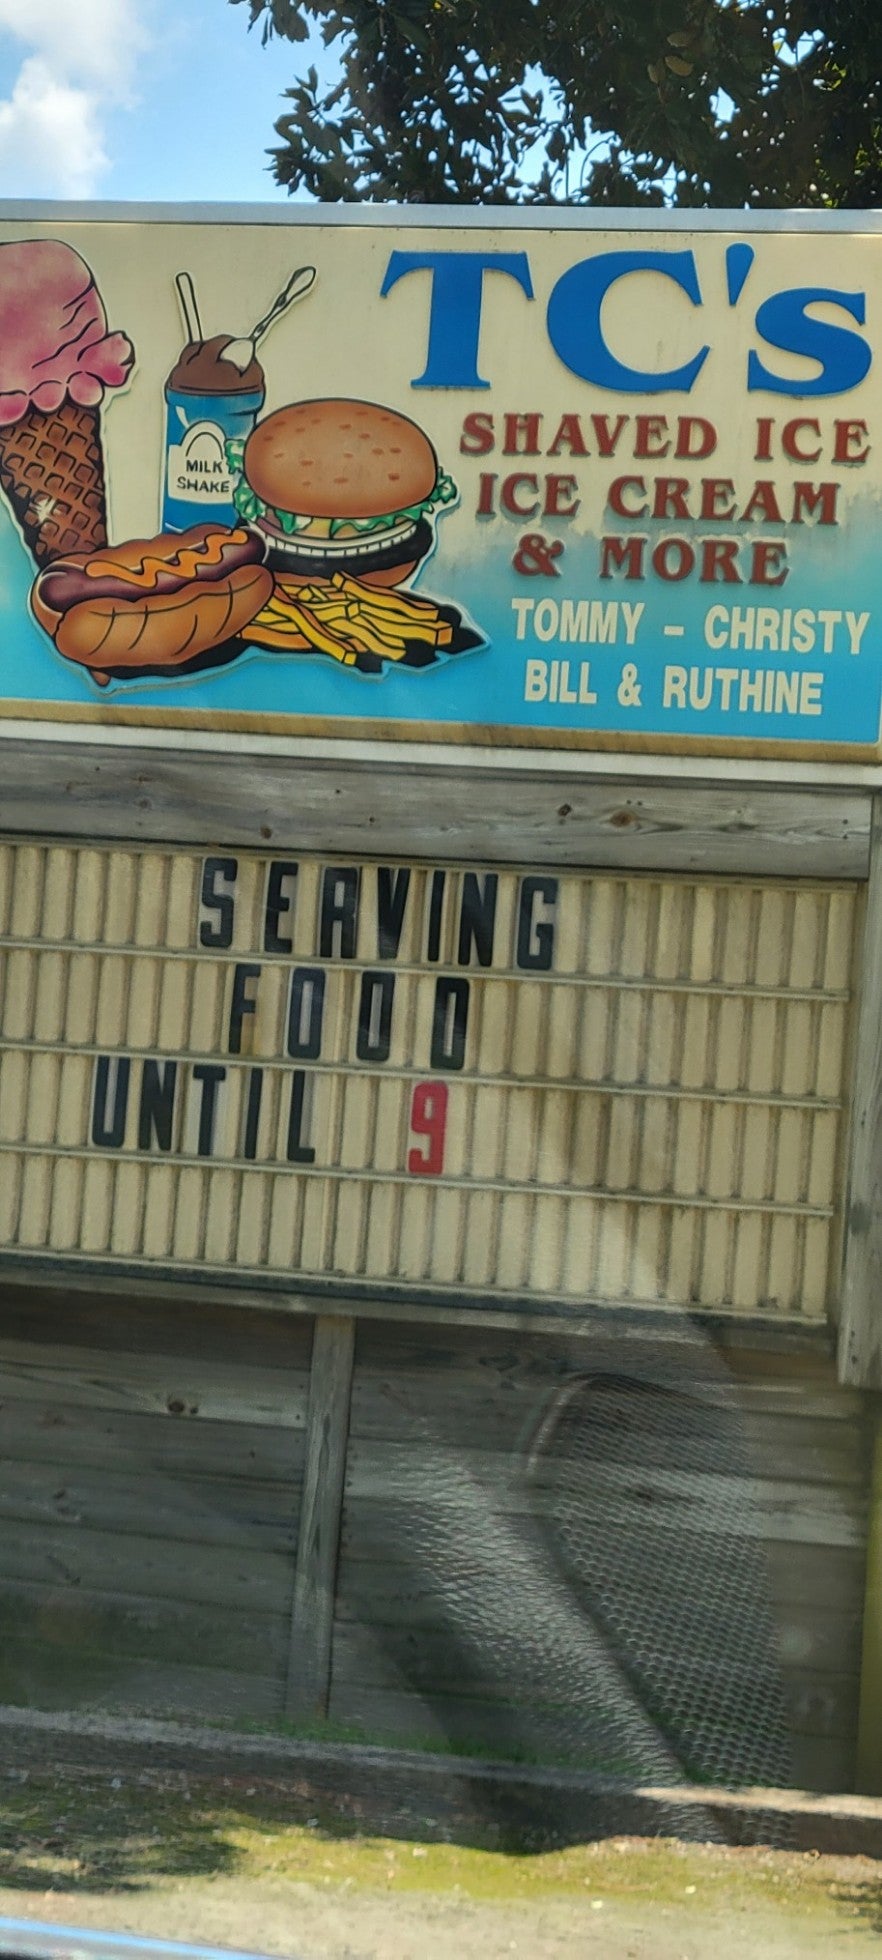 TC's
SHAVED ICE
ICE CREAM
& MORE
TOMMY - CHRISTY
BILL & RUTHINE
MILK
SHAKE
SERVING
FOOD
UNTIL 9